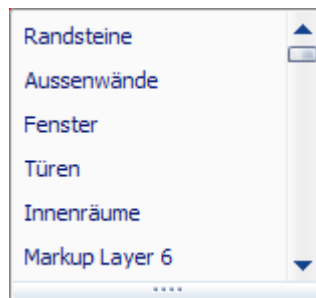 Randsteine
Aussenwände
Fenster
Türen
Innenräume
Markup Layer 6